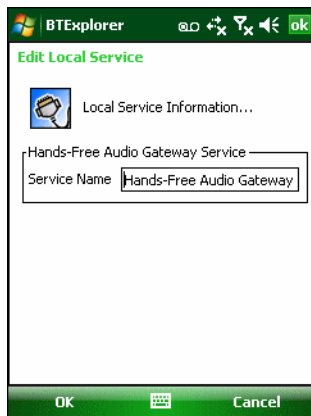 BTExplorer ok
Edit Local Service
Local Service Information...
Hands-Free Audio Gateway Service
Service Name Hands-Free Audio Gateway
OK Cancel